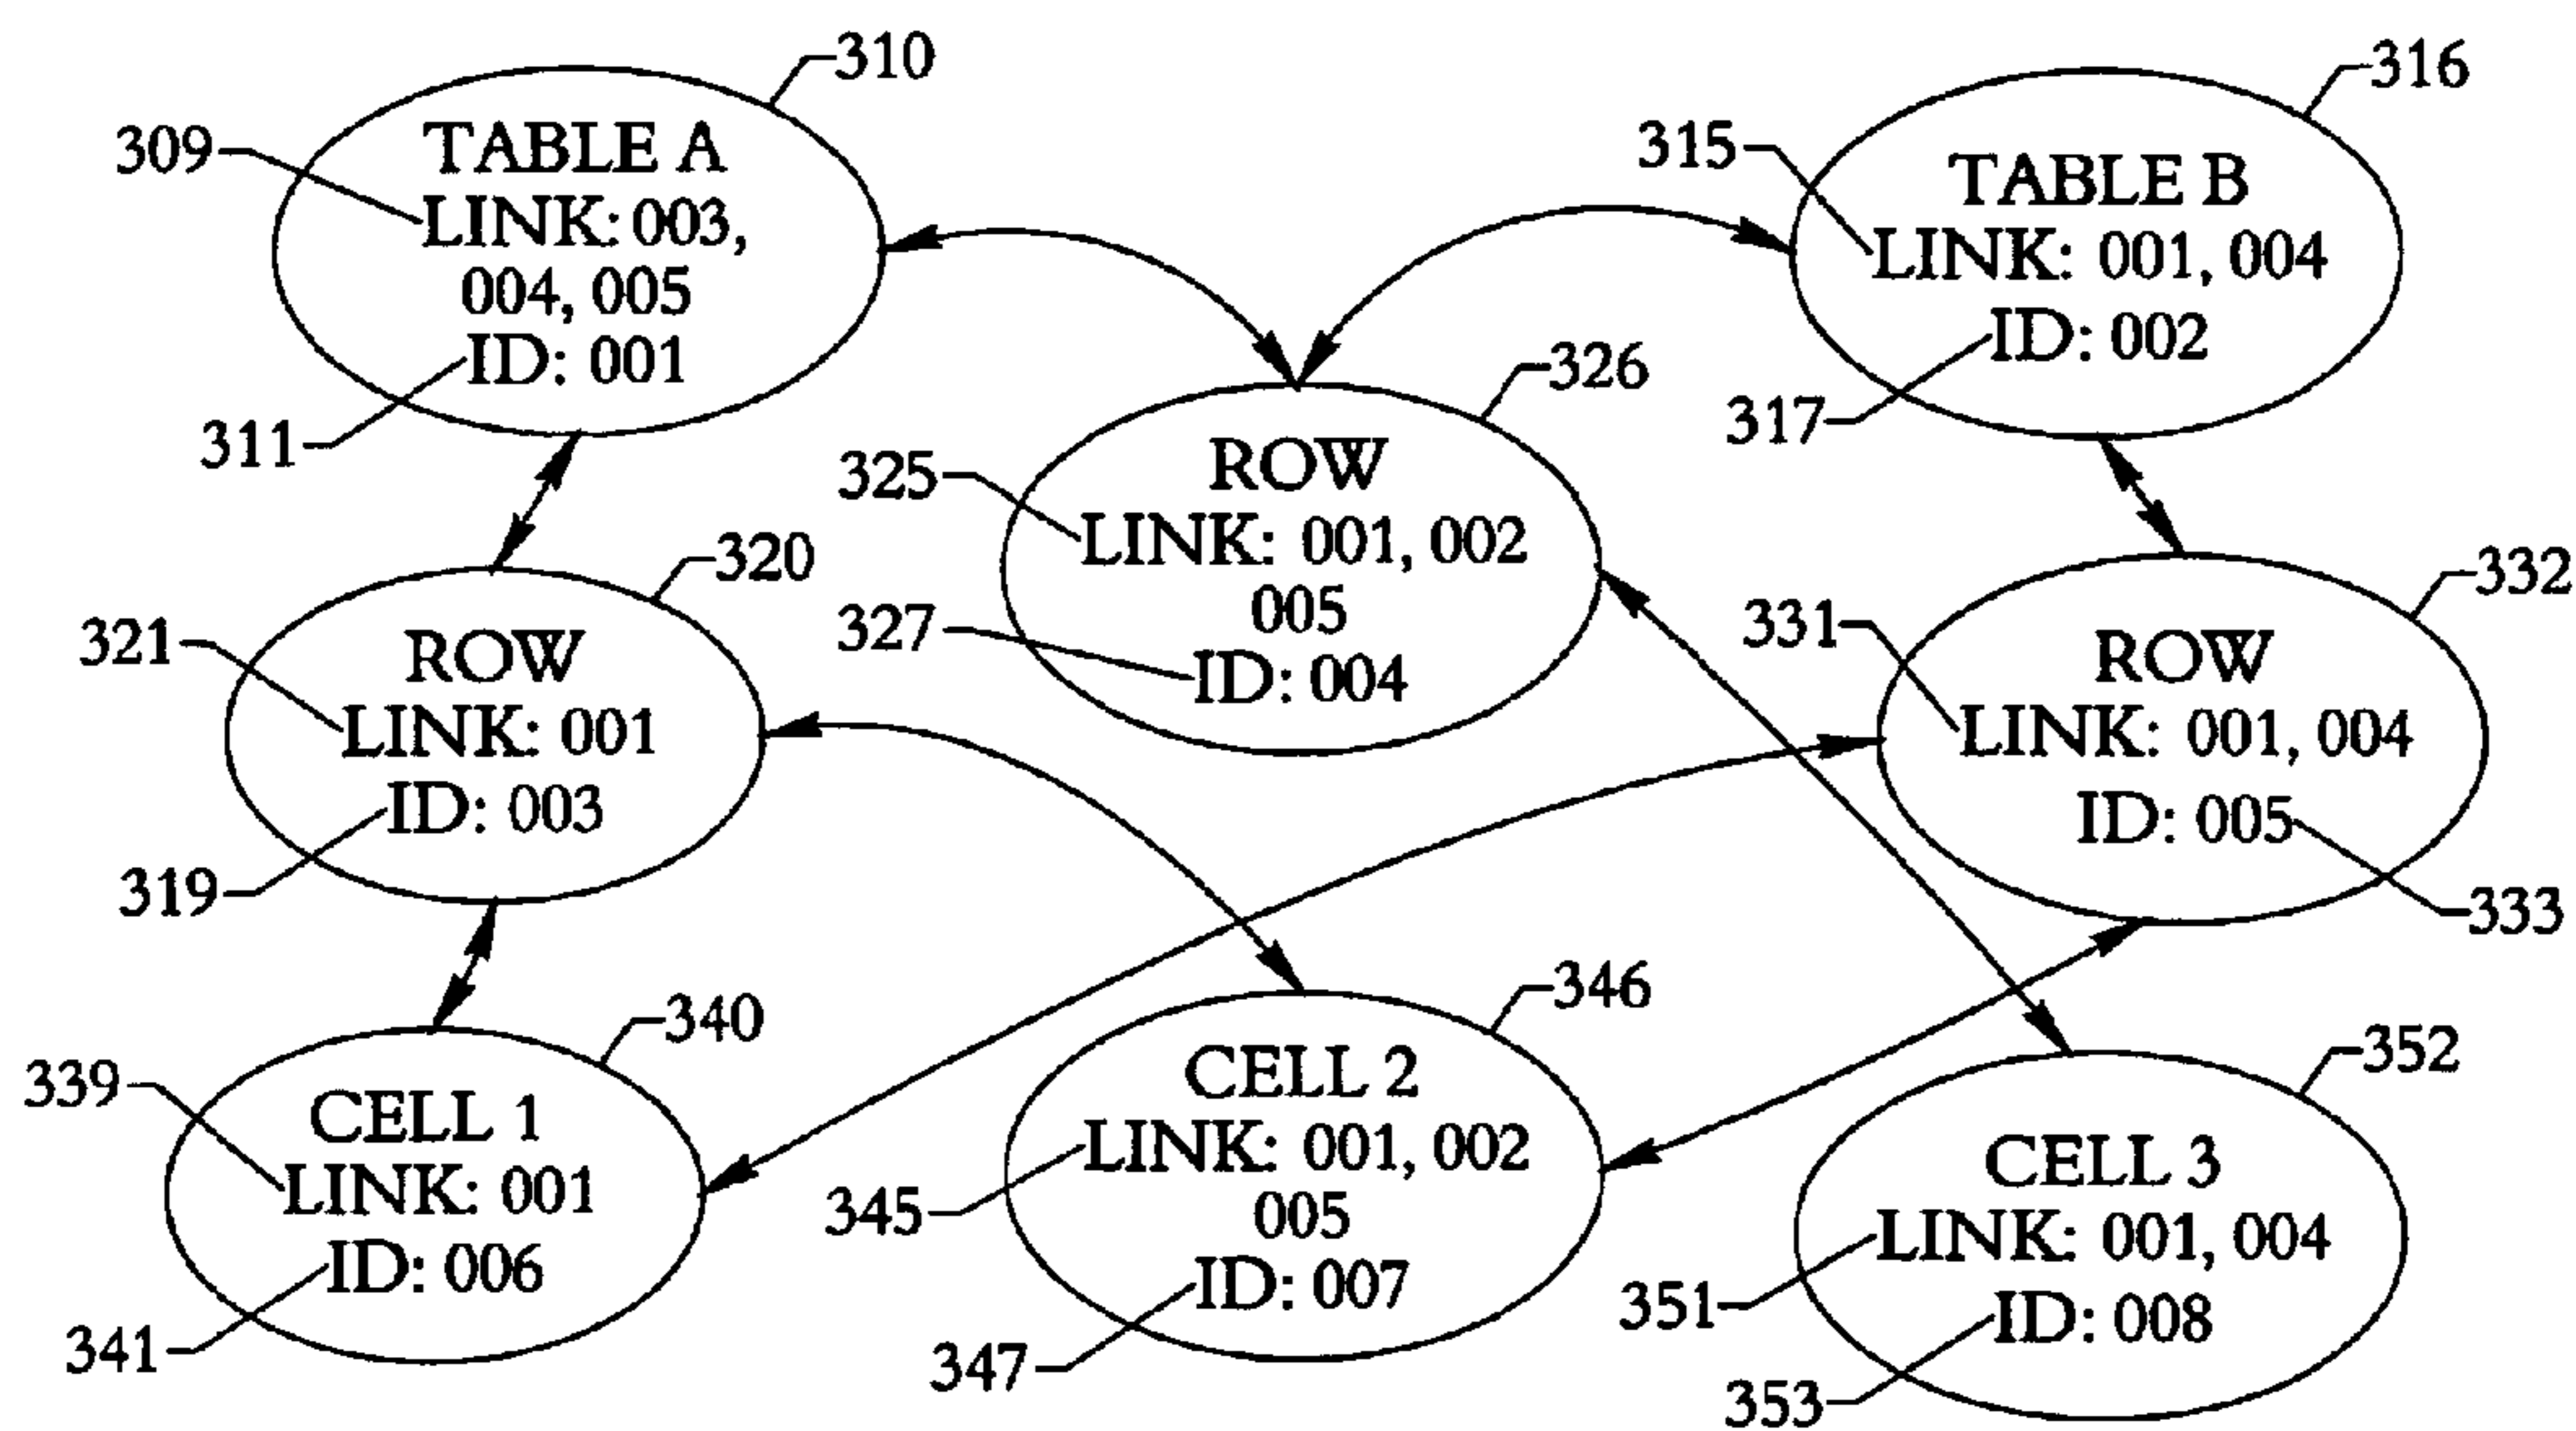 310
309
TABLE A
LINK: 003,
004, 005
ID: 001
311
316
315
TABLE B
LINK: 001, 004
ID: 002
317
326
325
ROW
LINK: 001, 002
005
327
ID: 004
320
321
ROW
LINK: 001
ID: 003
319
332
331
ROW
LINK: 001, 004
ID: 005
333
340
339
CELL 1
LINK: 001
ID: 006
341
346
CELL 2
LINK: 001, 002
345
005
ID: 007
347
352
CELL 3
LINK: 001, 004
351
ID: 008
353